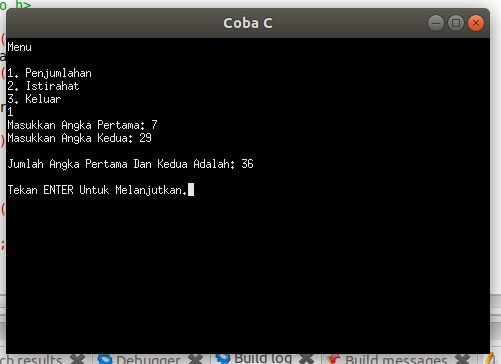 o.h>
Coba C
Menu
1. Penjumlahan
2. Istirahat
3. Keluar
1
Masukkan Angka Pertama: 7
Masukkan Angka Kedua: 29
Jumlah Angka Pertama Dan Kedua Adalah: 36
Tekan ENTER Untuk Melanjutkan.
ch results Debugger Build log Build messages